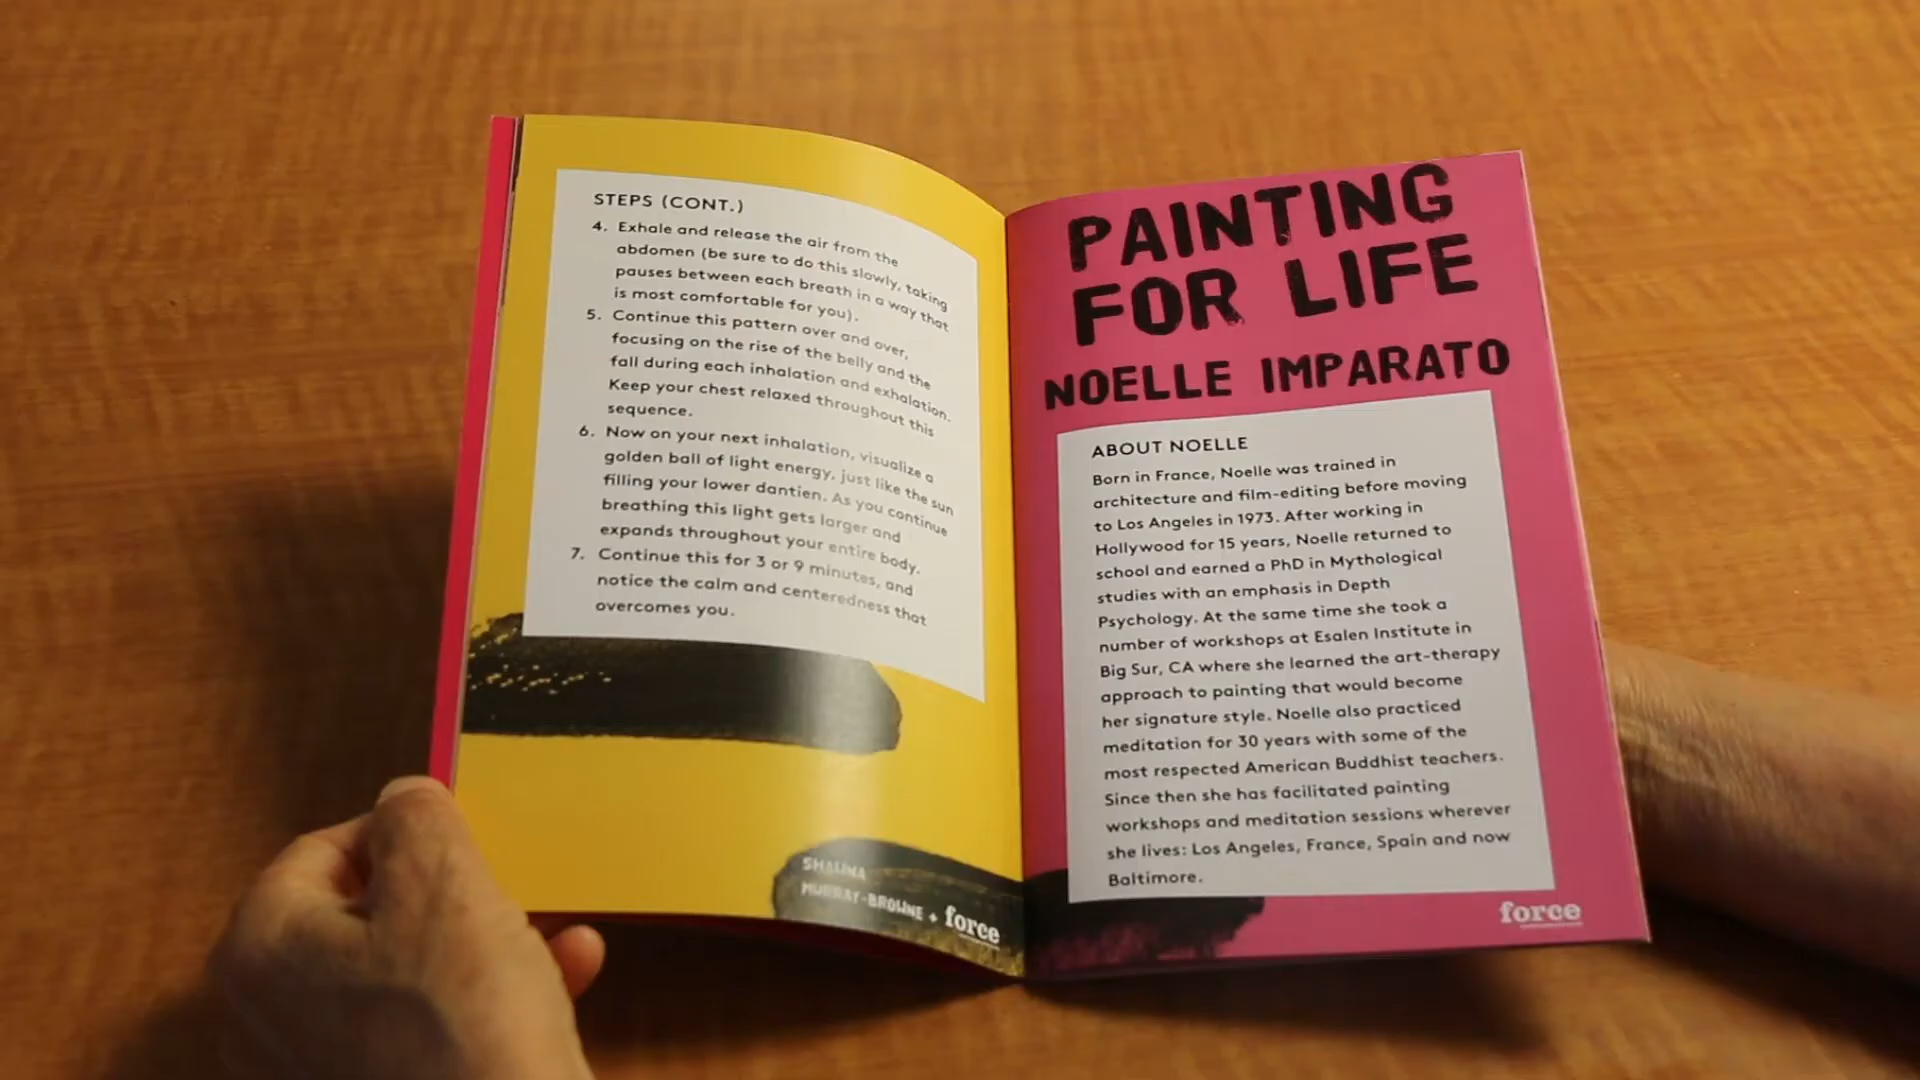 STEPS (CONT.)
4. Exhale and release the air from the
abdomen (be sure to do this slowly, taking
pauses between each breath in a way that
is most comfortable for you).
5. Continue this pattern over and over,
focusing on the rise of the belly and the
fall during each inhalation and exhalation.
Keep your chest relaxed throughout this
sequence.
6. Now on your next inhalation, visualize a
golden ball of light energy, just like the sun
filling your lower dantien. As you continue
breathing this light gets larger and
expands throughout your entire body.
7. Continue this for 3 or 9 minutes, and
notice the calm and centeredness that
overcomes you.
SHAUNA
MURRAY-BROWNE + force
PAINTING
FOR LIFE
NOELLE IMPARATO
ABOUT NOELLE
Born in France, Noelle was trained in
architecture and film-editing before moving
to Los Angeles in 1973. After working in
Hollywood for 15 years, Noelle returned to
school and earned a PhD in Mythological
studies with an emphasis in Depth
Psychology. At the same time she took a
number of workshops at Esalen Institute in
Big Sur, CA where she learned the art-therapy
approach to painting that would become
her signature style. Noelle also practiced
meditation for 30 years with some of the
most respected American Buddhist teachers.
Since then she has facilitated painting
workshops and meditation sessions wherever
she lives: Los Angeles, France, Spain and now
Baltimore.
force